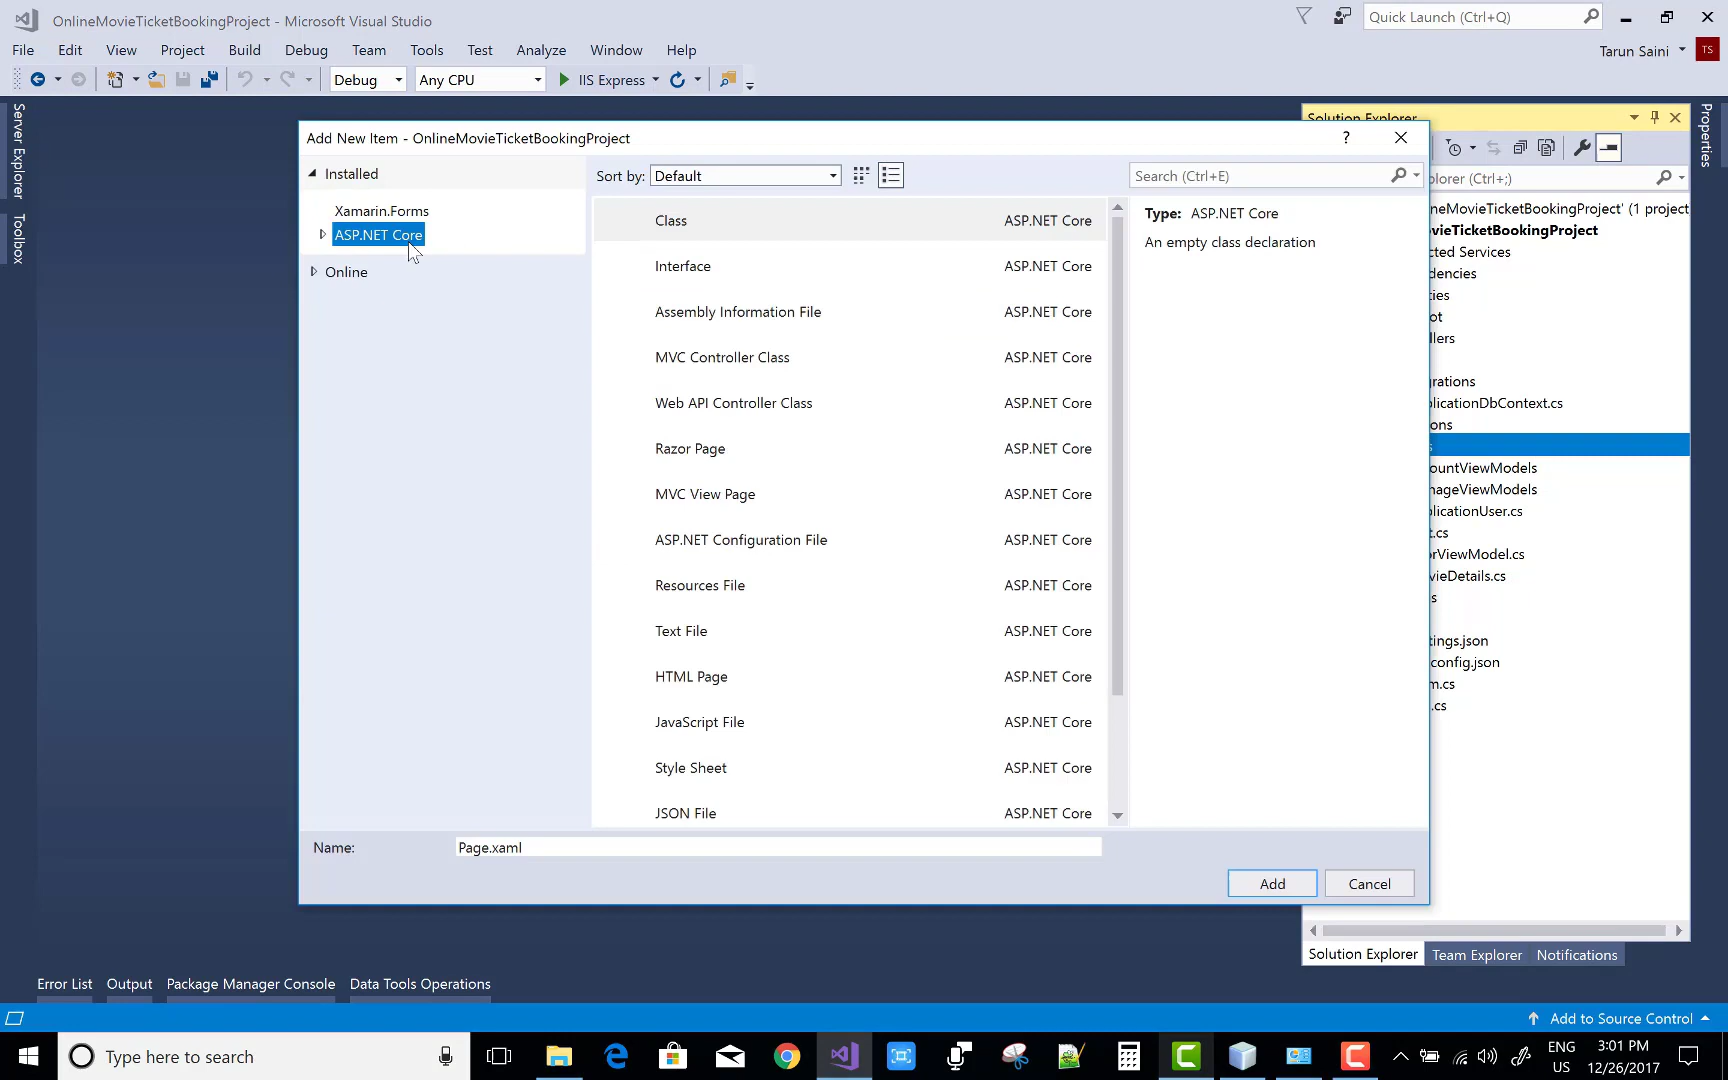 OnlineMovieTicketBookingProject - Microsoft Visual Studio
Quick Launch (Ctrl+Q)
File Edit View Project Build Debug Team Tools Test Analyze Window Help
Tarun Saini TS
Debug Any CPU IIS Express
Server Explorer
Toolbox
Properties
Solution Explorer
Add New Item - OnlineMovieTicketBookingProject
?
Installed
Sort by: Default
Search (Ctrl+E)
plorer (Ctrl+;)
Xamarin.Forms
ASP.NET Core
Online
Class ASP.NET Core
Interface ASP.NET Core
Assembly Information File ASP.NET Core
MVC Controller Class ASP.NET Core
Web API Controller Class ASP.NET Core
Razor Page ASP.NET Core
MVC View Page ASP.NET Core
ASP.NET Configuration File ASP.NET Core
Resources File ASP.NET Core
Text File ASP.NET Core
HTML Page ASP.NET Core
JavaScript File ASP.NET Core
Style Sheet ASP.NET Core
JSON File ASP.NET Core
Type: ASP.NET Core
An empty class declaration
neMovieTicketBookingProject' (1 project
ovieTicketBookingProject
cted Services
dencies
ties
ot
llers
grations
plicationDbContext.cs
ons
s
ountViewModels
nageViewModels
plicationUser.cs
t.cs
orViewModel.cs
vieDetails.cs
s
tings.json
config.json
m.cs
.cs
Name: Page.xaml
Add Cancel
Solution Explorer Team Explorer Notifications
Error List Output Package Manager Console Data Tools Operations
Add to Source Control
Type here to search
ENG
US
3:01 PM
12/26/2017